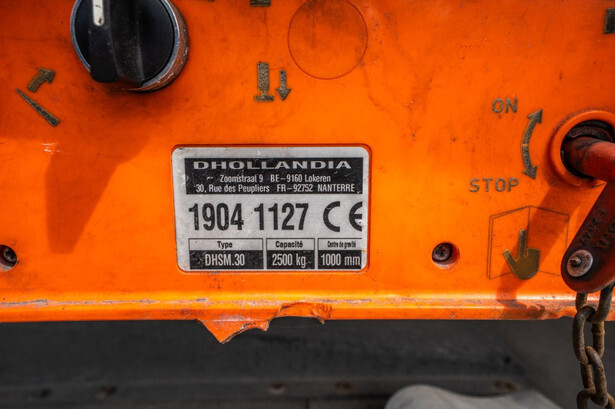 ON
STOP
DHOLLANDIA
Zoomstraat 9 BE-9160 Lokeren
30, Rue des Peupliers FR-92752 NANTERRE
1904 1127 CE
Type Capacité Centre de gravité
DHSM.30 2500 kg 1000 mm